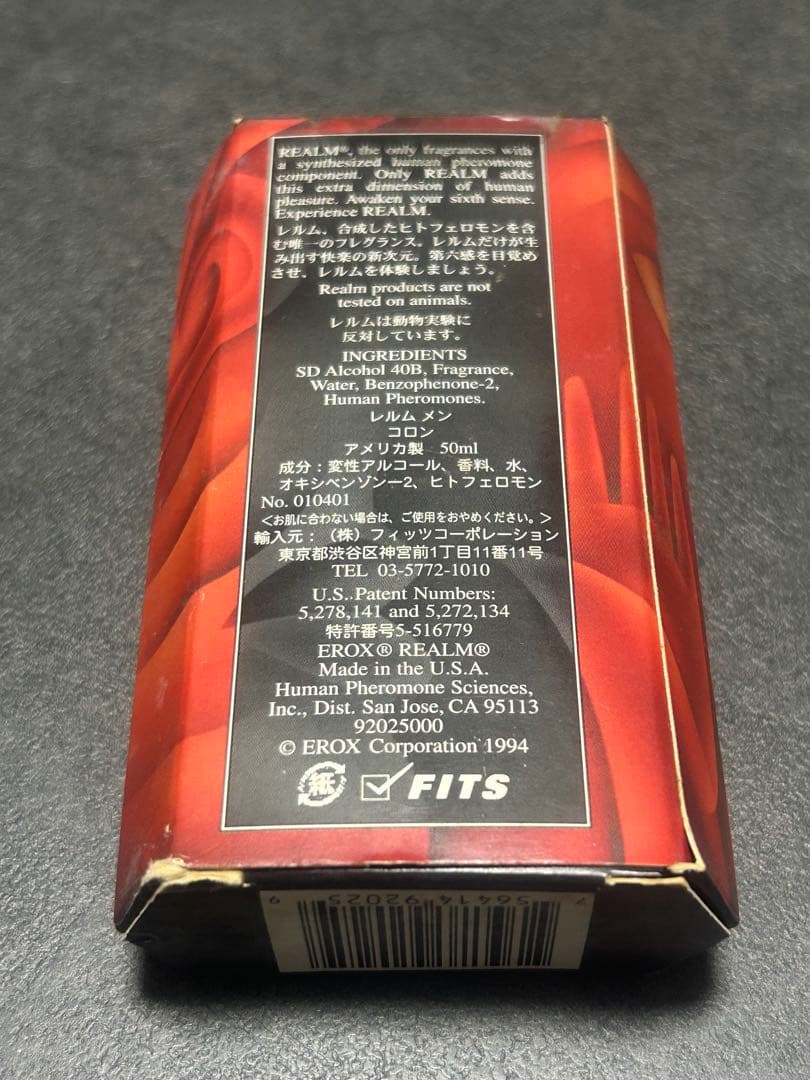 REALM®, the only fragrances with
a synthesized human pheromone
component. Only REALM adds
this extra dimension of human
pleasure. Awaken your sixth sense.
Experience REALM.
レルム、合成したヒトフェロモンを含
む唯一のフレグランス。レルムだけが生
み出す快楽の新次元。第六感を目覚め
させ、レルムを体験しましょう。
Realm products are not
tested on animals.
レルムは動物実験に
反対しています。
INGREDIENTS
SD Alcohol 40B, Fragrance,
Water, Benzophenone-2,
Human Pheromones.
レルム メン
コロン
アメリカ製 50ml
成分：変性アルコール、香料、水、
オキシベンゾン−2、ヒトフェロモン
No. 010401
＜お肌に合わない場合は、ご使用をおやめください。＞
輸入元：（株）フィッツコーポレーション
東京都渋谷区神宮前1丁目11番11号
TEL 03-5772-1010
U.S. Patent Numbers:
5,278,141 and 5,272,134
特許番号5-516779
EROX® REALM®
Made in the U.S.A.
Human Pheromone Sciences,
Inc., Dist. San Jose, CA 95113
92025000
© EROX Corporation 1994
紙 FITS
7 56414 92025 9